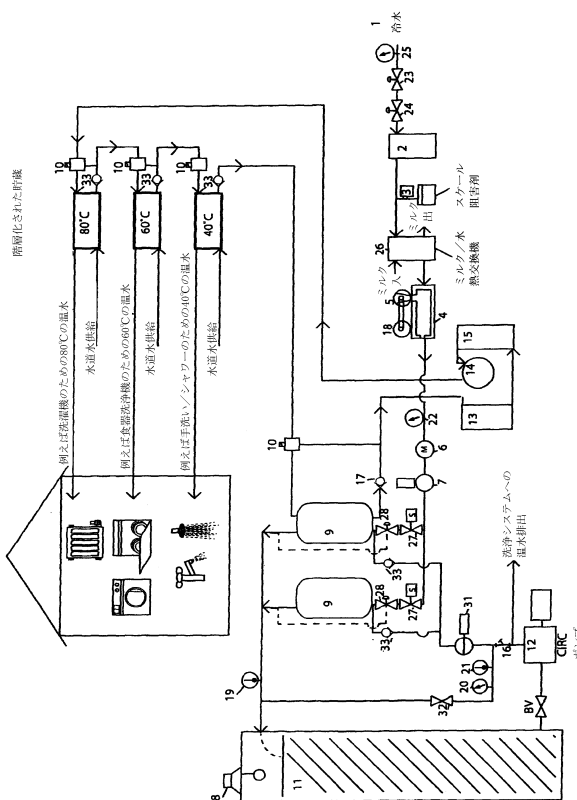 階層化された貯蔵
例えば洗濯機のための80℃の温水
水道水供給
例えば食器洗浄機のための60℃の温水
水道水供給
例えば手洗い/シャワーのための40℃の温水
水道水供給
80°C
60°C
40°C
10
33
10
33
10
33
1
冷水
25
23
24
2
3
スケール
阻害剤
ミルク
出
ミルク/水
熱交換機
26
ミルク
入
5
18
4
15
14
13
22
6
M
7
10
17
9
28
S
27
33
9
28
S
27
33
31
洗浄システムへの
温水排出
16
21
20
12
CIRC
BV
32
19
11
8